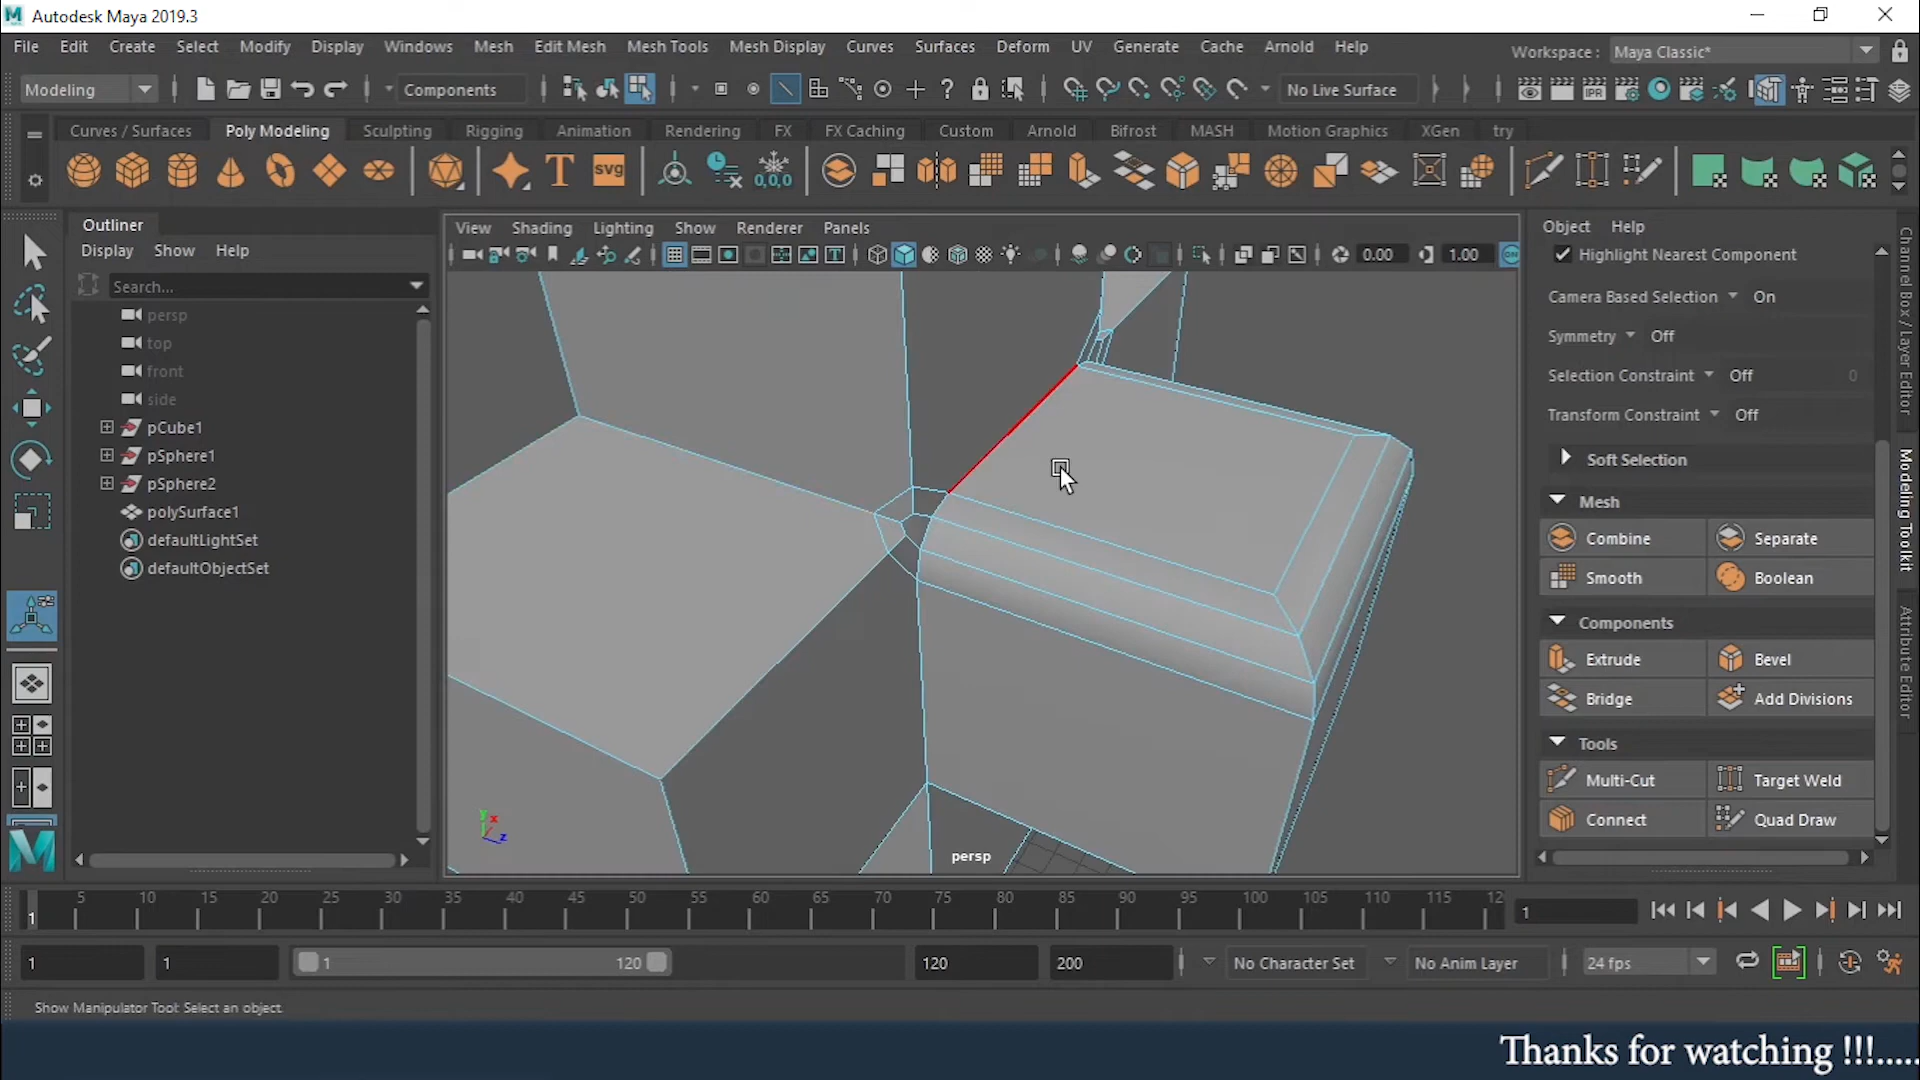 Autodesk Maya 2019.3
File Edit Create Select Modify Display Windows Mesh Edit Mesh Mesh Tools Mesh Display Curves Surfaces Deform UV Generate Cache Arnold Help
Workspace : Maya Classic*
Modeling Components No Live Surface
Curves / Surfaces Poly Modeling Sculpting Rigging Animation Rendering FX FX Caching Custom Arnold Bifrost MASH Motion Graphics XGen try
T svg 0,0,0
Outliner
Display Show Help
Search...
persp
top
front
side
pCube1
pSphere1
pSphere2
polySurface1
defaultLightSet
defaultObjectSet
View Shading Lighting Show Renderer Panels
0.00 1.00
y x z
persp
Object Help
Highlight Nearest Component
Camera Based Selection On
Symmetry Off
Selection Constraint Off 0
Transform Constraint Off
Soft Selection
Mesh
Combine Separate
Smooth Boolean
Components
Extrude Bevel
Bridge Add Divisions
Tools
Multi-Cut Target Weld
Connect Quad Draw
Channel Box / Layer Editor
Modeling Toolkit
Attribute Editor
1 5 10 15 20 25 30 35 40 45 50 55 60 65 70 75 80 85 90 95 100 105 110 115 12
1
1 1 1 120 120 200 No Character Set No Anim Layer 24 fps
Show Manipulator Tool: Select an object.
Thanks for watching !!!.....